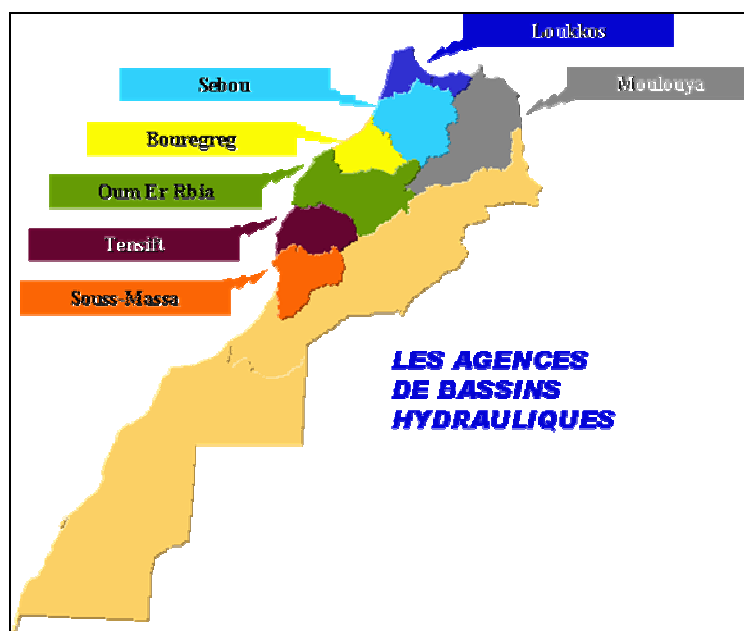 Loukkos
Sebou
Moulouya
Bouregreg
Oum Er Rbia
Tensift
Souss-Massa
LES AGENCES
DE BASSINS
HYDRAULIQUES